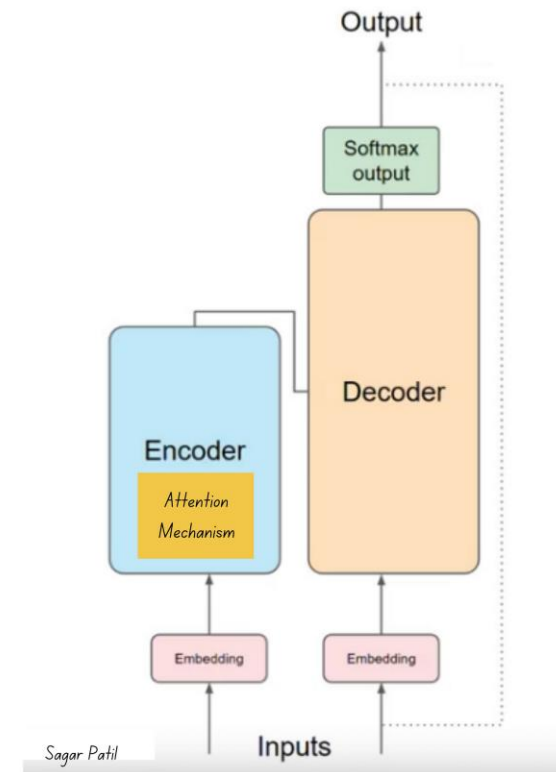 Output
Softmax
output
Decoder
Encoder
Attention
Mechanism
Embedding
Embedding
Inputs
Sagar Patil